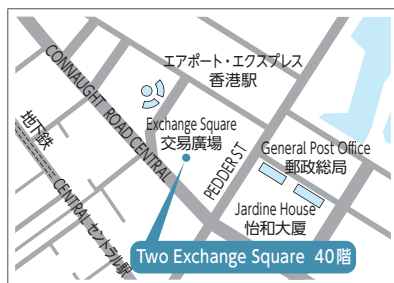 エアポート・エクスプレス
香港駅
CONNAUGHT ROAD CENTRAL
地下鉄
Exchange Square
交易廣場
PEDDER ST
General Post Office
郵政総局
CENTRAL セントラル駅
Jardine House
怡和大厦
Two Exchange Square 40階